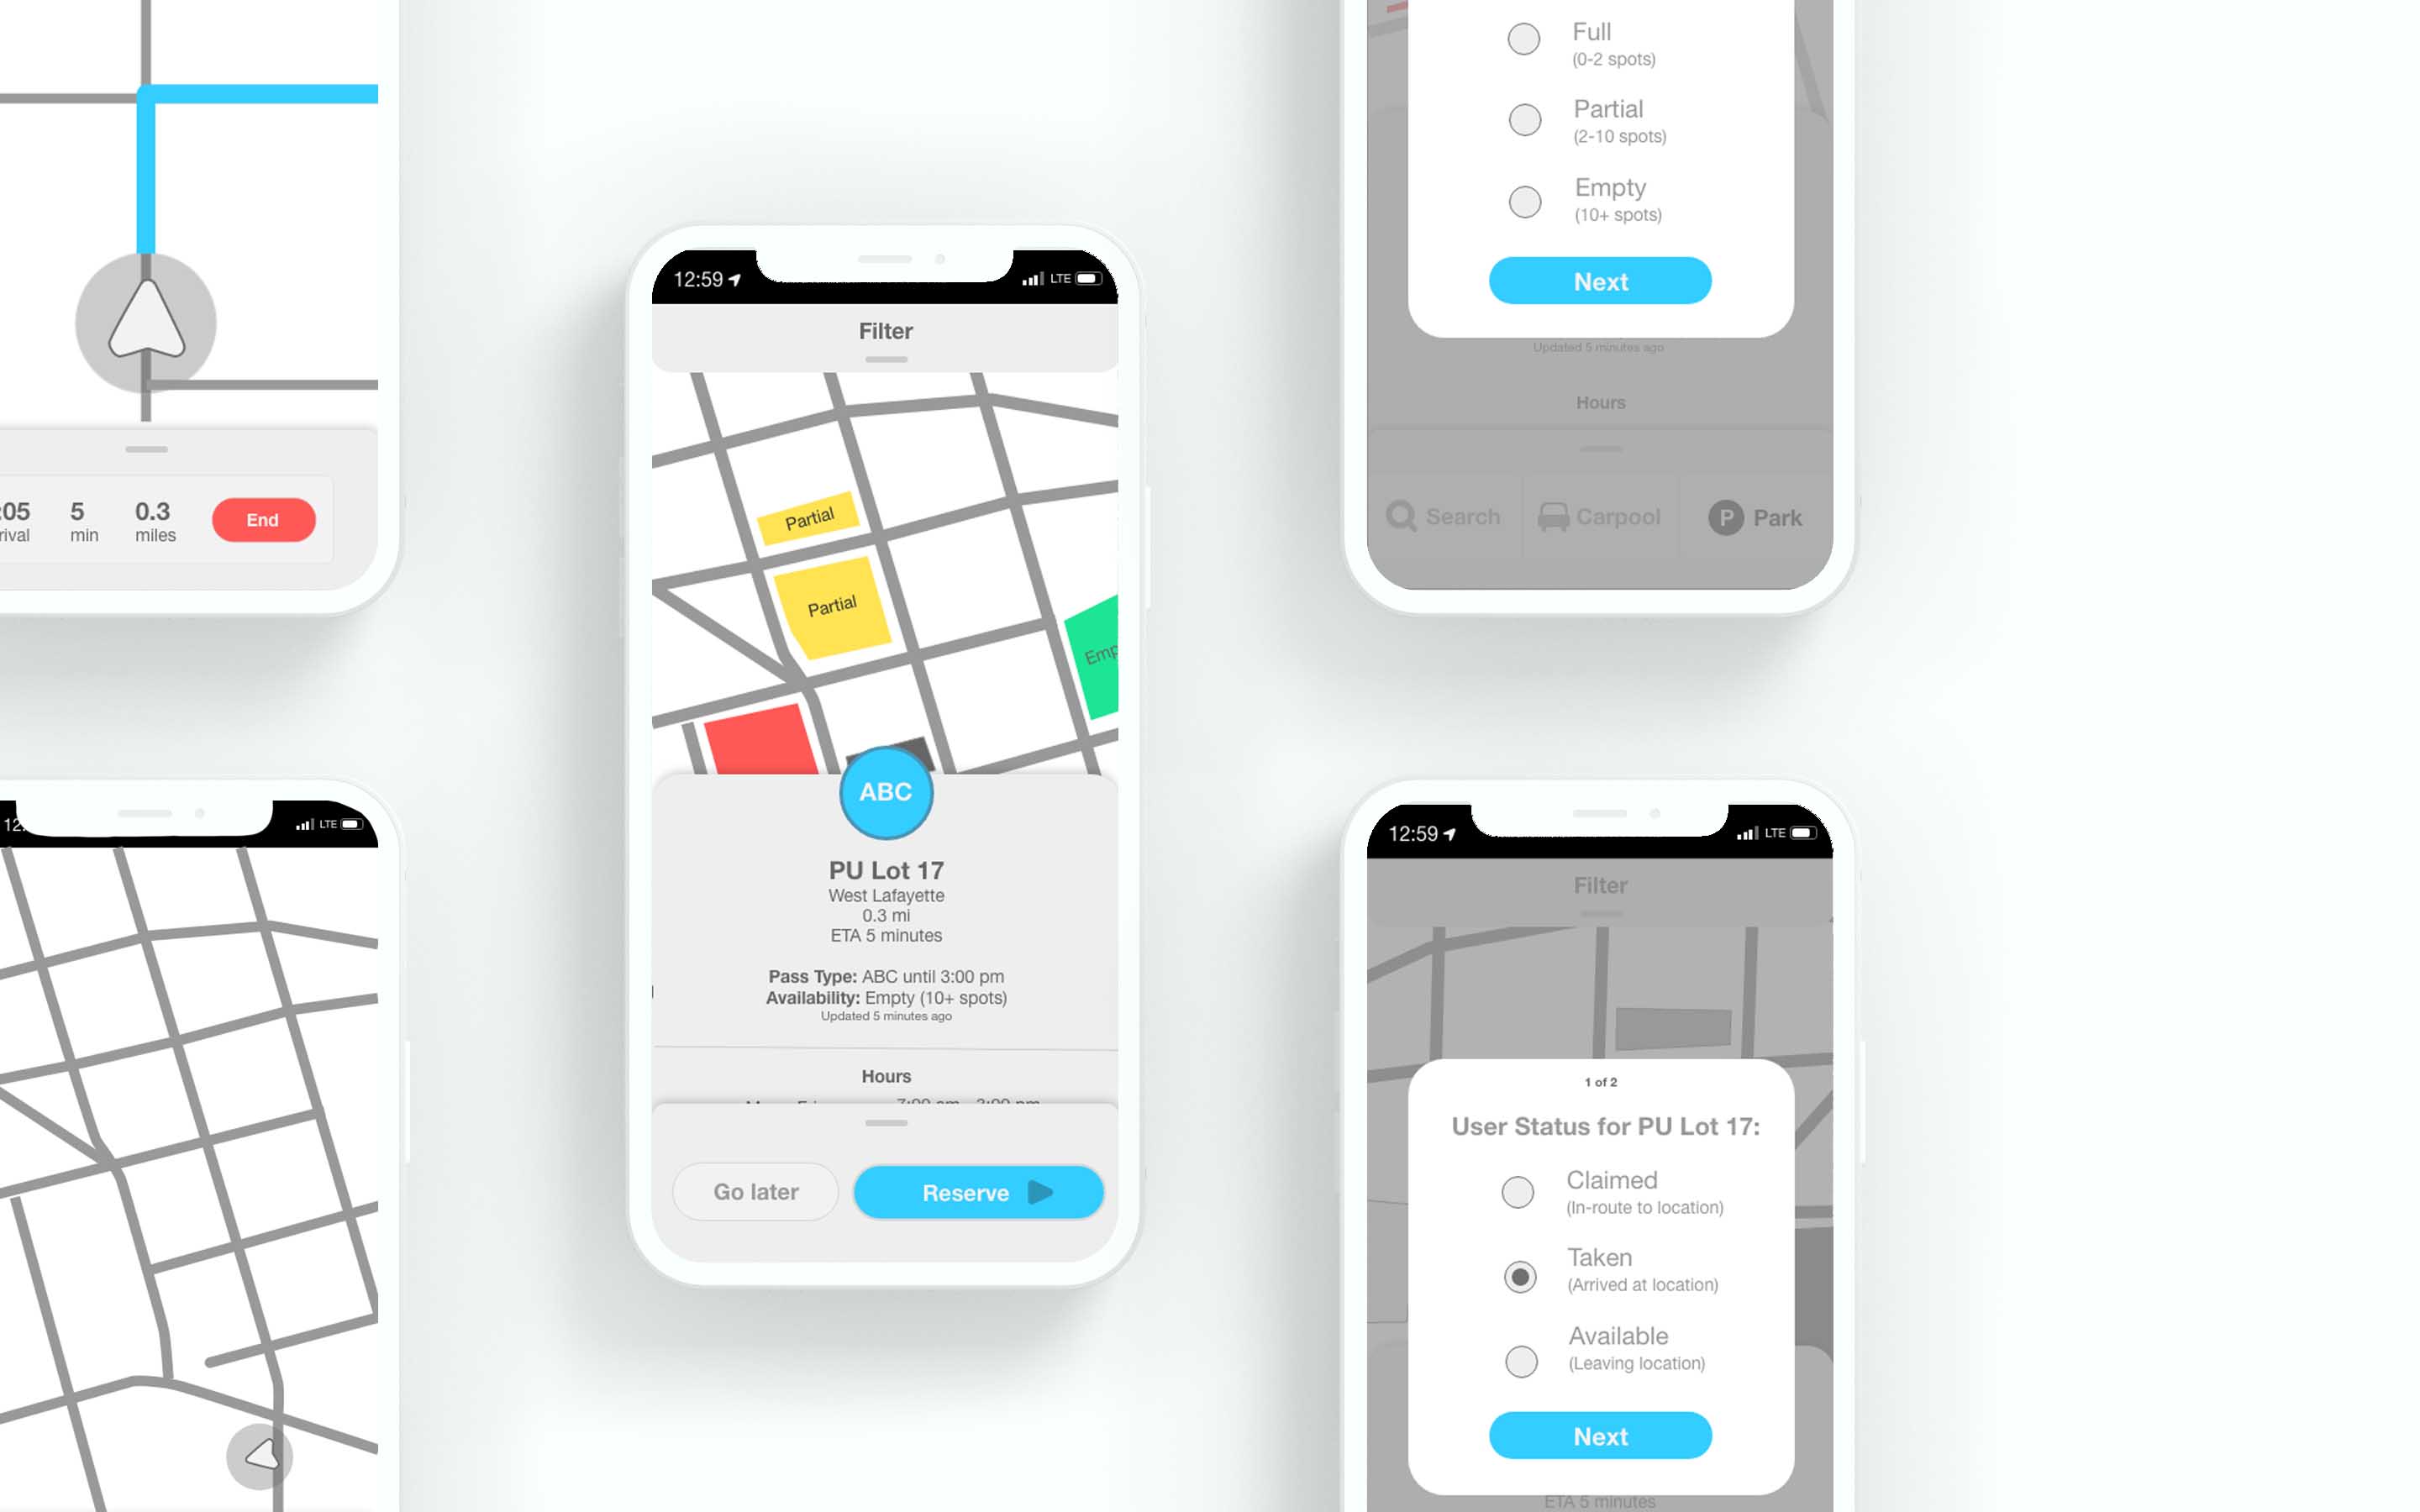 :05
5
0.3
End
rival
min
miles
LTE
12:59
LTE
Filter
Partial
Partial
ABC
PU Lot 17
West Lafayette
0.3 mi
ETA 5 minutes
Pass Type: ABC until 3:00 pm
Availability: Empty (10+ spots)
Updated 5 minutes ago
Hours
Go later
Reserve
Full
(0-2 spots)
Partial
(2-10 spots)
Empty
(10+ spots)
Next
Updated 5 minutes ago
Hours
Search
Carpool
P Park
12:59
LTE
Filter
1 of 2
User Status for PU Lot 17:
Claimed
(In-route to location)
Taken
(Arrived at location)
Available
(Leaving location)
Next
ETA 5 minutes